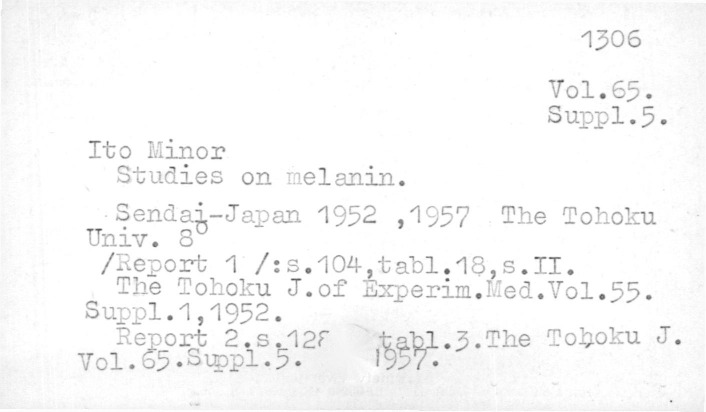 1306
Vol.65.
Suppl.5.
Ito Minor
Studies on melanin.
Sendai-Japan 1952 ,1957 The Tohoku
Univ. 8°
/Report 1 /:s.104,tabl.18,s.II.
The Tohoku J.of Experim.Med.Vol.55.
Suppl.1,1952.
Report 2.s. tabl.3.The Tohoku J.
Vol.65.Suppl.5. 1957.